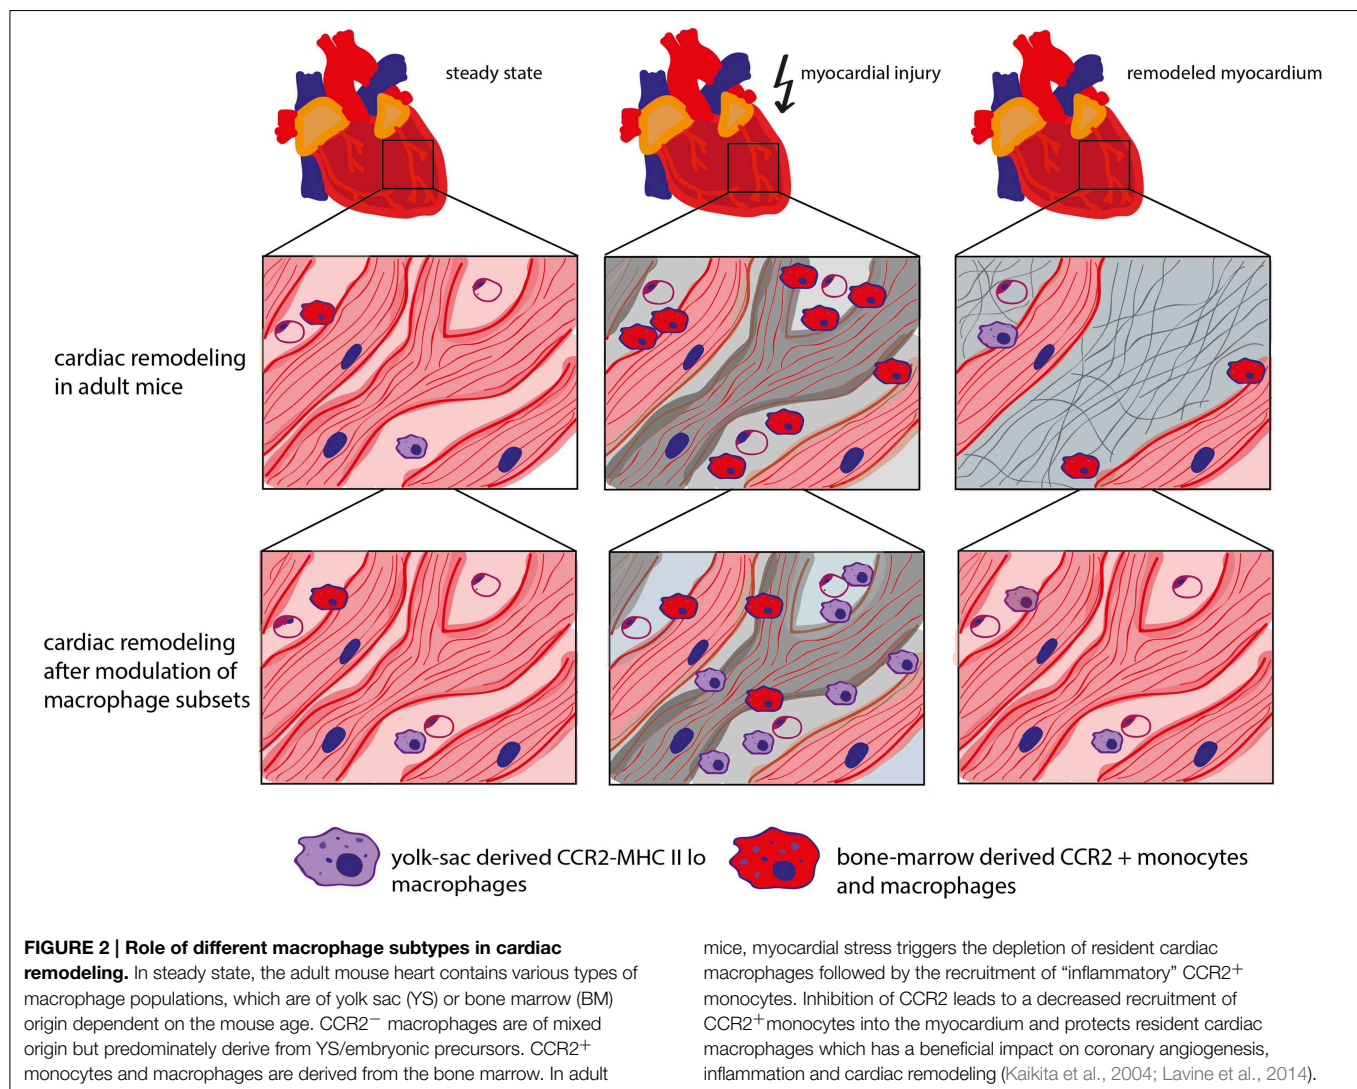 steady state
myocardial injury
remodeled myocardium
cardiac remodeling
in adult mice
cardiac remodeling
after modulation of
macrophage subsets
yolk-sac derived CCR2-MHC II lo
macrophages
bone-marrow derived CCR2 + monocytes
and macrophages
FIGURE 2 | Role of different macrophage subtypes in cardiac
remodeling. In steady state, the adult mouse heart contains various types of
macrophage populations, which are of yolk sac (YS) or bone marrow (BM)
origin dependent on the mouse age. CCR2⁻ macrophages are of mixed
origin but predominately derive from YS/embryonic precursors. CCR2⁺
monocytes and macrophages are derived from the bone marrow. In adult
mice, myocardial stress triggers the depletion of resident cardiac
macrophages followed by the recruitment of “inflammatory” CCR2⁺
monocytes. Inhibition of CCR2 leads to a decreased recruitment of
CCR2⁺monocytes into the myocardium and protects resident cardiac
macrophages which has a beneficial impact on coronary angiogenesis,
inflammation and cardiac remodeling (Kaikita et al., 2004; Lavine et al., 2014).